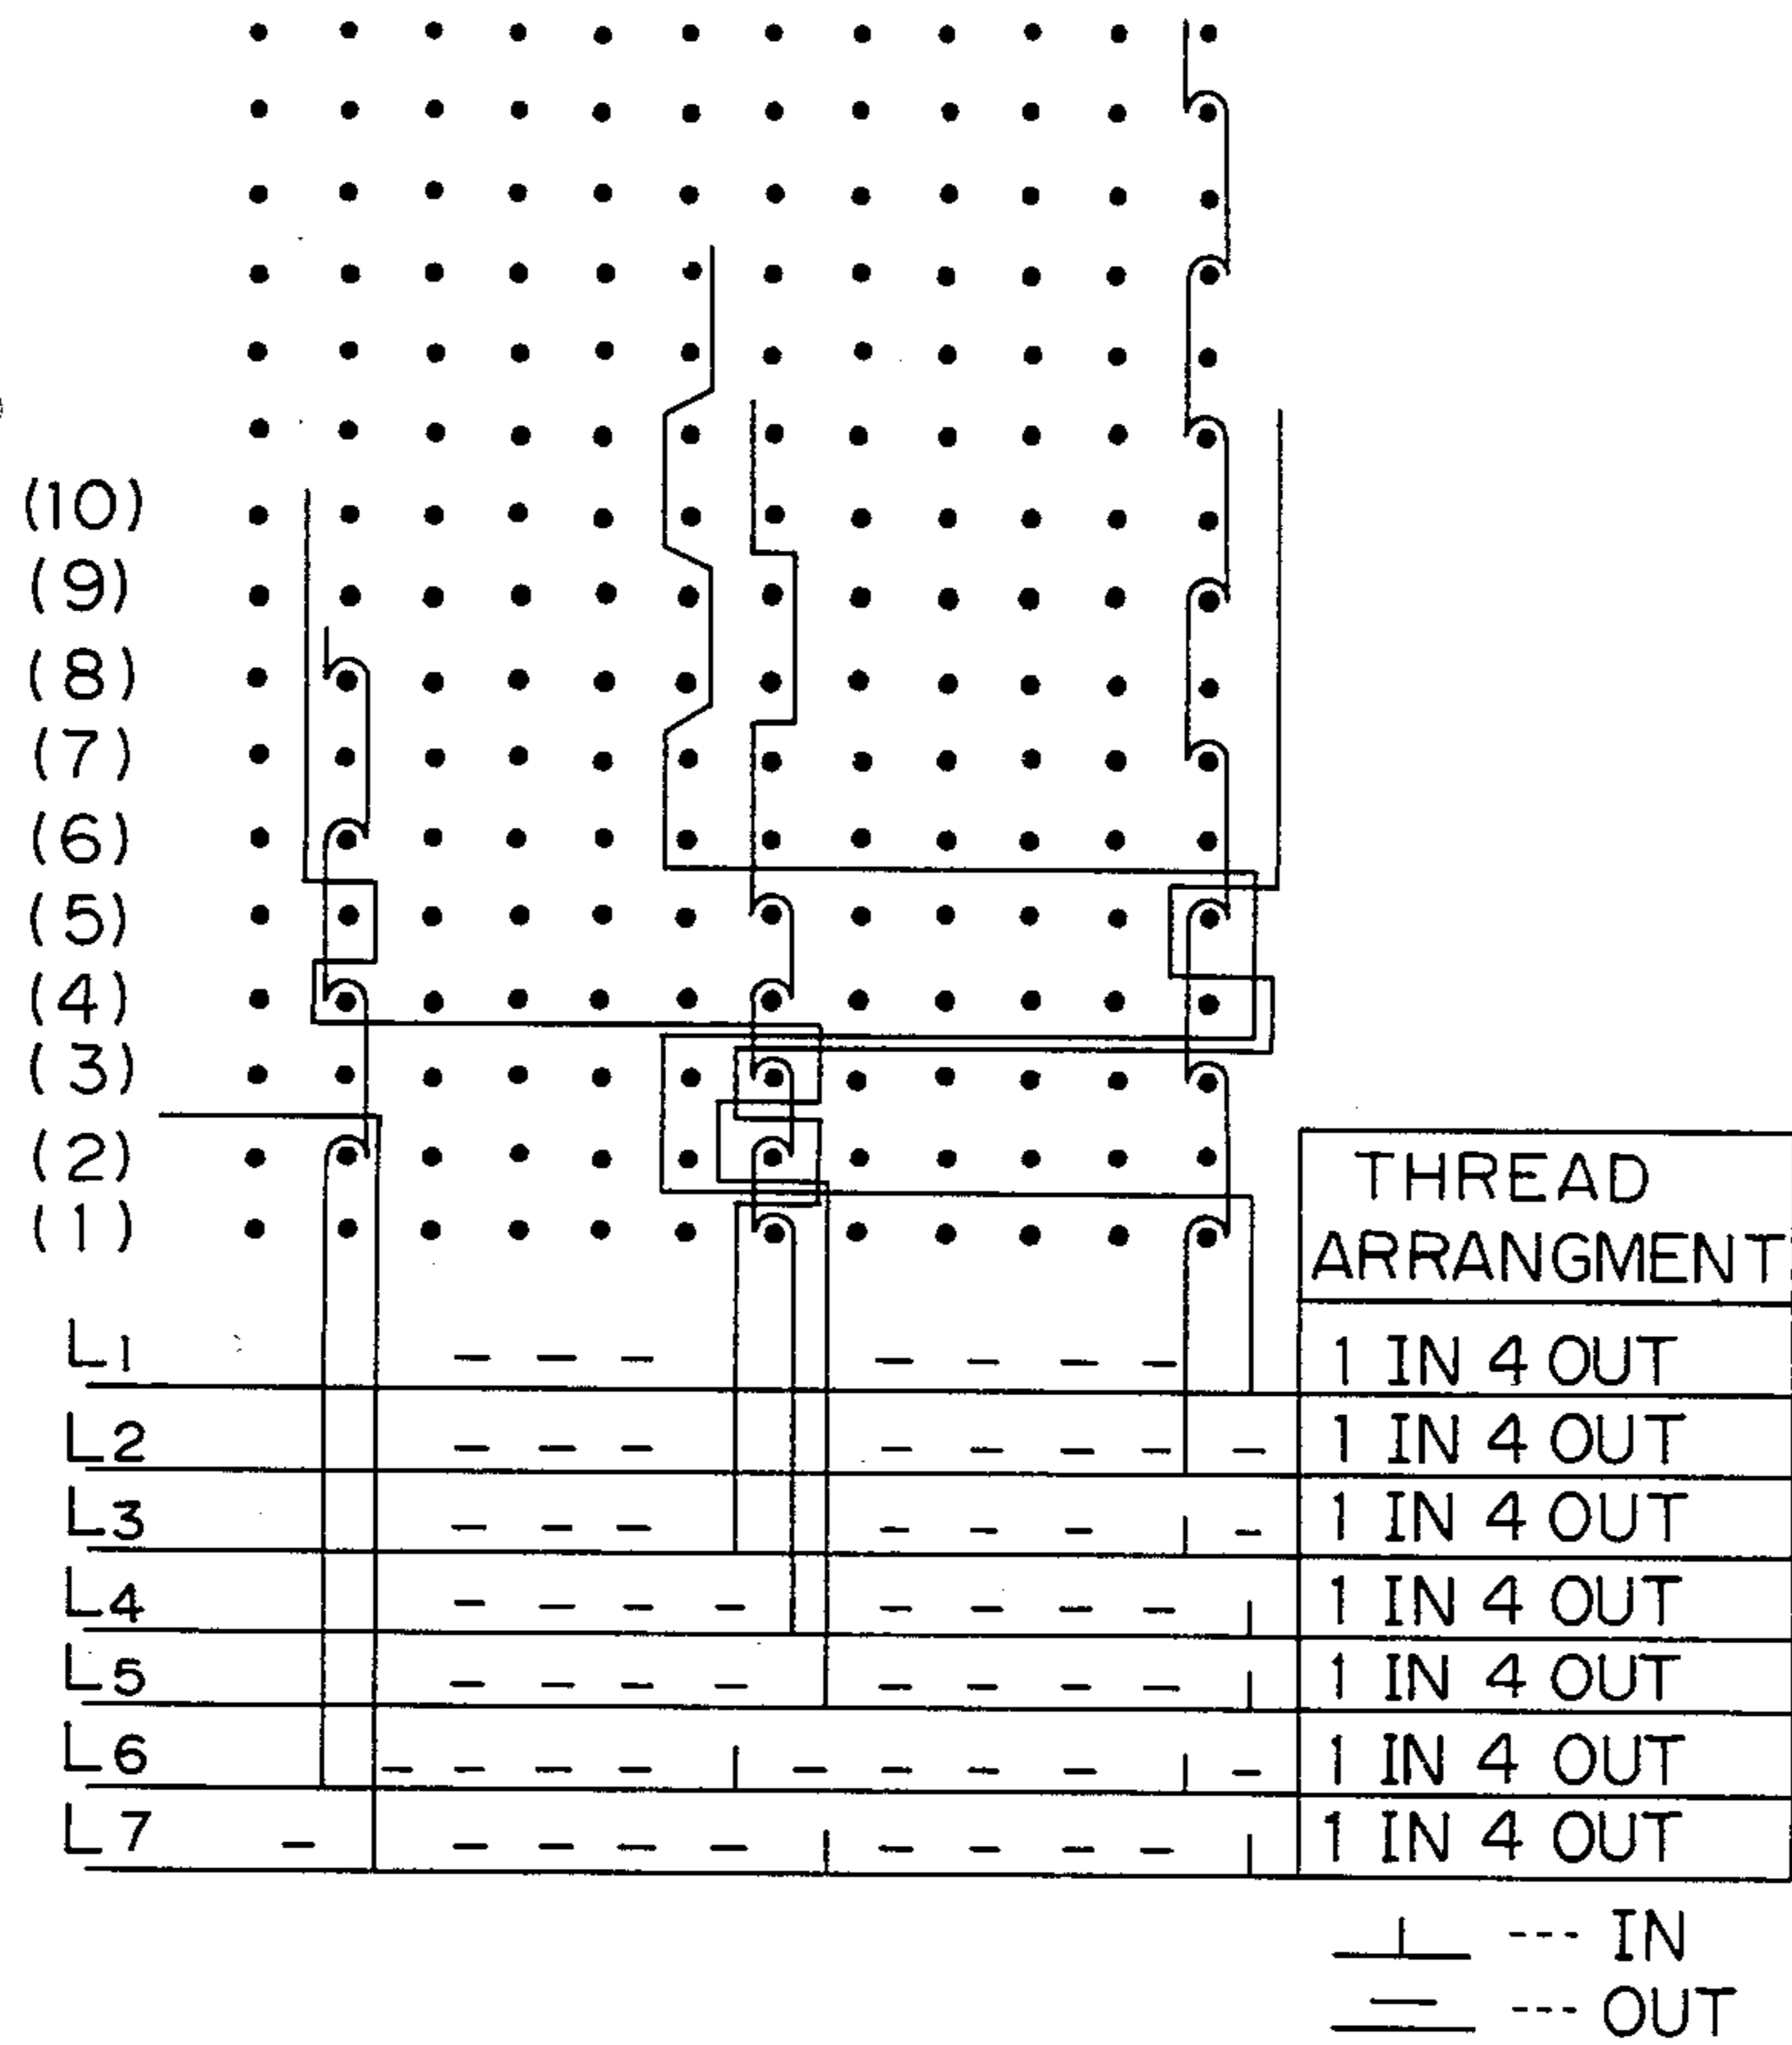 (10)
(9)
(8)
(7)
(6)
(5)
(4)
(3)
(2)
(1)
THREAD
ARRANGMENT
L1 1 IN 4 OUT
L2 1 IN 4 OUT
L3 1 IN 4 OUT
L4 1 IN 4 OUT
L5 1 IN 4 OUT
L6 1 IN 4 OUT
L7 1 IN 4 OUT
--- IN
--- OUT